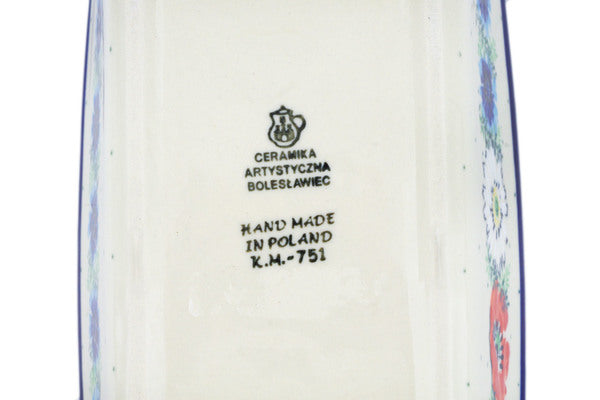 CERAMIKA
ARTYSTYCZNA
BOLESŁAWIEC
HAND MADE
IN POLAND
K.M.-751